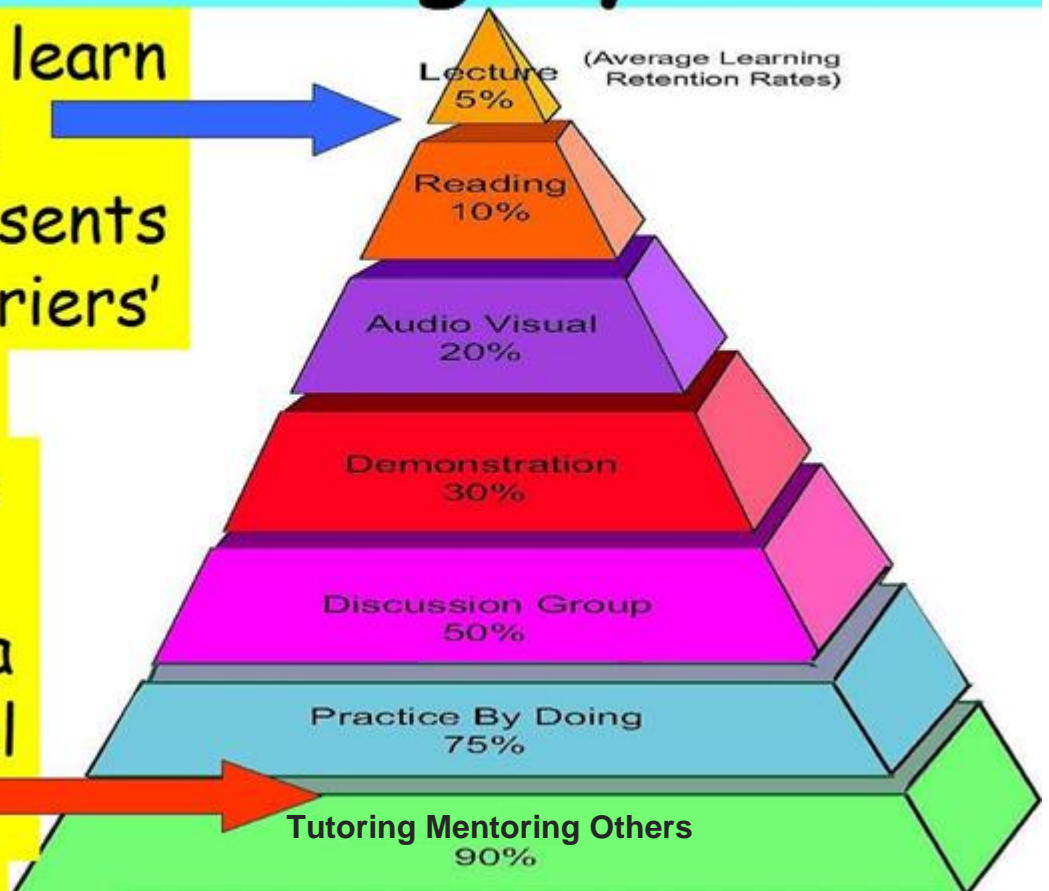 learn
sents
riers'
a
l
(Average Learning
Retention Rates)
Lecture
5%
Reading
10%
Audio Visual
20%
Demonstration
30%
Discussion Group
50%
Practice By Doing
75%
Tutoring Mentoring Others
90%